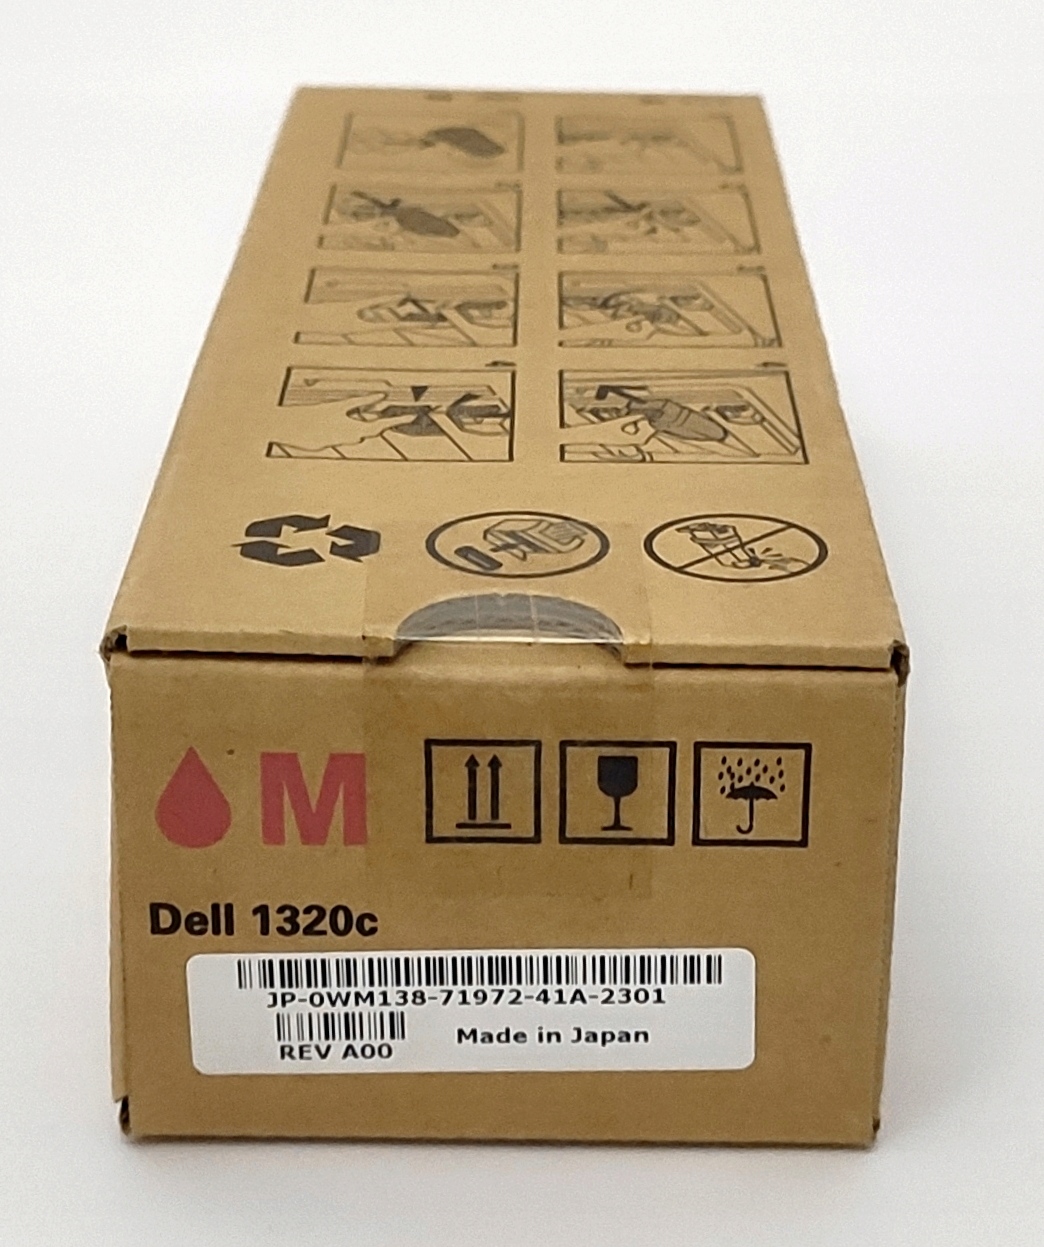 M
Dell 1320c
JP-0WM138-71972-41A-2301
REV A00
Made in Japan